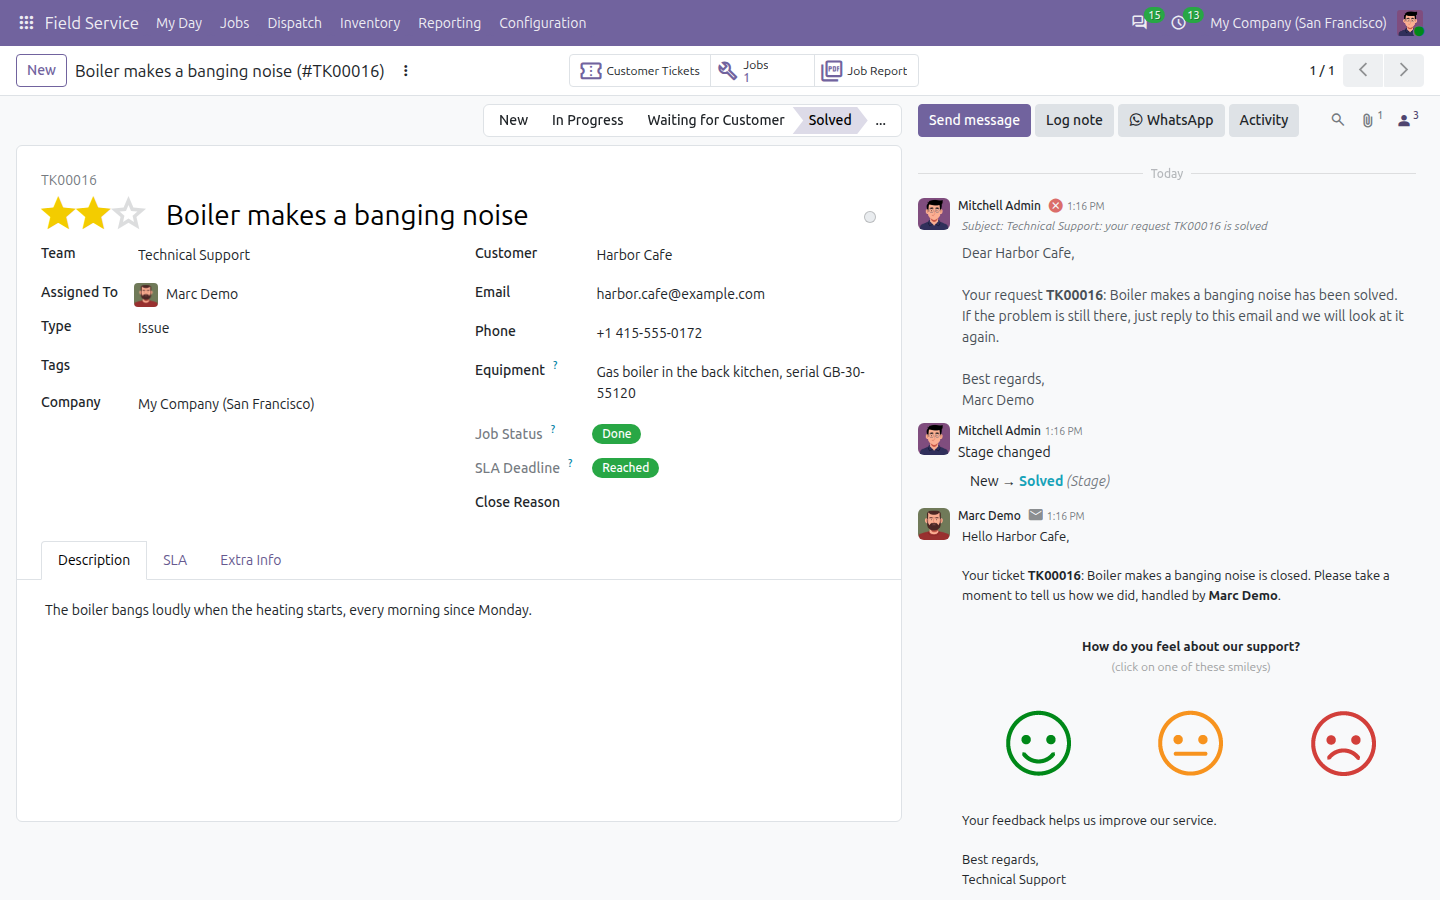 Field Service My Day Jobs Dispatch Inventory Reporting Configuration 15 13 My Company (San Francisco)
New Boiler makes a banging noise (#TK00016) Customer Tickets Jobs 1 PDF Job Report 1 / 1
New In Progress Waiting for Customer Solved ...
Send message Log note WhatsApp Activity 1 3
TK00016
Boiler makes a banging noise
Team Technical Support
Assigned To Marc Demo
Type Issue
Tags
Company My Company (San Francisco)
Customer Harbor Cafe
Email harbor.cafe@example.com
Phone +1 415-555-0172
Equipment ? Gas boiler in the back kitchen, serial GB-30-
55120
Job Status ? Done
SLA Deadline ? Reached
Close Reason
Description SLA Extra Info
The boiler bangs loudly when the heating starts, every morning since Monday.
Today
Mitchell Admin 1:16 PM
Subject: Technical Support: your request TK00016 is solved
Dear Harbor Cafe,
Your request TK00016: Boiler makes a banging noise has been solved.
If the problem is still there, just reply to this email and we will look at it
again.
Best regards,
Marc Demo
Mitchell Admin 1:16 PM
Stage changed
New → Solved (Stage)
Marc Demo 1:16 PM
Hello Harbor Cafe,
Your ticket TK00016: Boiler makes a banging noise is closed. Please take a
moment to tell us how we did, handled by Marc Demo.
How do you feel about our support?
(click on one of these smileys)
Your feedback helps us improve our service.
Best regards,
Technical Support